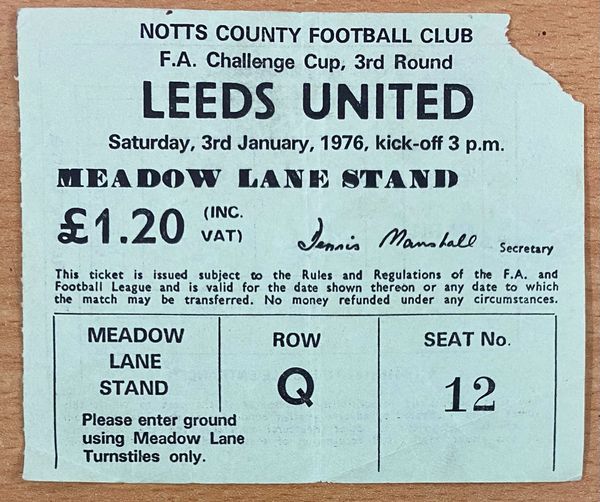 NOTTS COUNTY FOOTBALL CLUB
F.A. Challenge Cup, 3rd Round
LEEDS UNITED
Saturday, 3rd January, 1976, kick-off 3 p.m.
MEADOW LANE STAND
£1.20 (INC. VAT)
Dennis Marshall Secretary
This ticket is issued subject to the Rules and Regulations of the F.A. and
Football League and is valid for the date shown thereon or any date to which
the match may be transferred. No money refunded under any circumstances.
MEADOW
LANE
STAND
Please enter ground
using Meadow Lane
Turnstiles only.
ROW
Q
SEAT No.
12